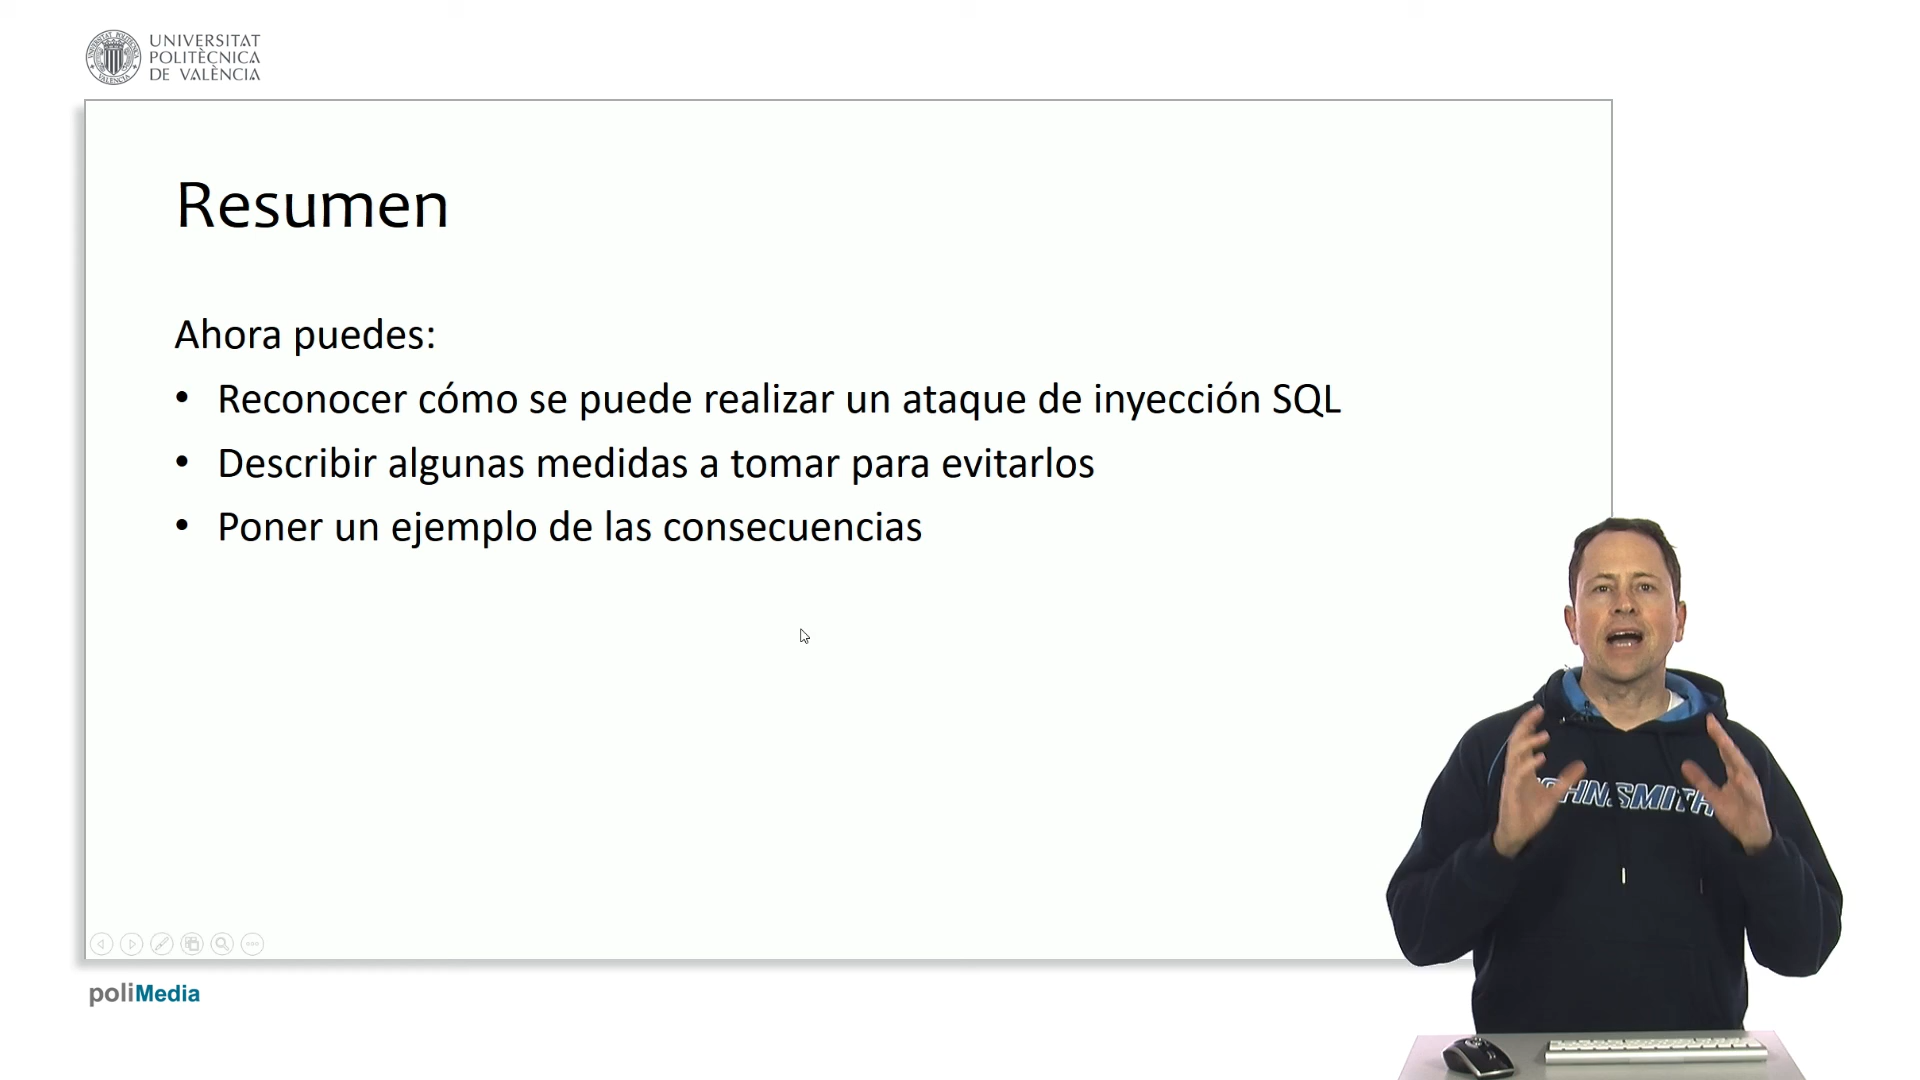 UNIVERSITAT
POLITÈCNICA
DE VALÈNCIA
Resumen
Ahora puedes:
• Reconocer cómo se puede realizar un ataque de inyección SQL
• Describir algunas medidas a tomar para evitarlos
• Poner un ejemplo de las consecuencias
SMITH
poliMedia